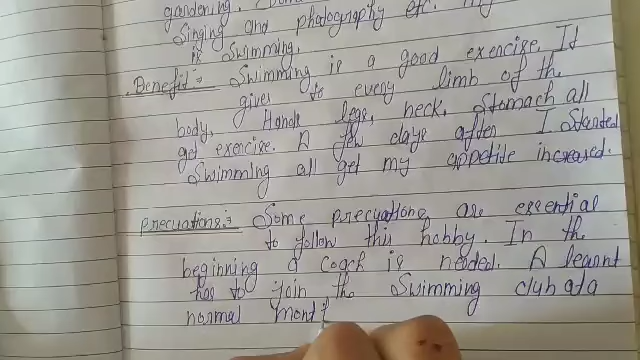 gardening,
Singing and photography etc. My
is Swimming.
Benefit:- Swimming is a good exercise. It
gives to every limb of the
body, Hands legs, neck, Stomach all
get exercise. A few days after I Started
Swimming all get my appetite increased.
precuations:- Some precuations are essential
to follow this hobby. In the
beginning a coach is needed. A learnt
has to join the Swimming club at a
normal mont